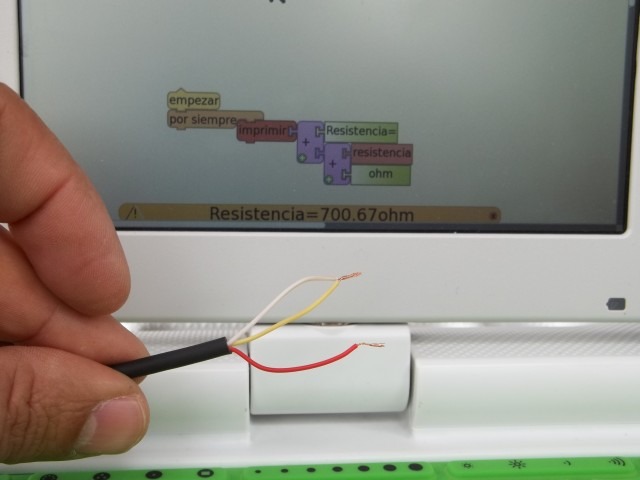 empezar
por siempre
imprimir
+
Resistencia=
+
resistencia
ohm
Resistencia=700.67ohm